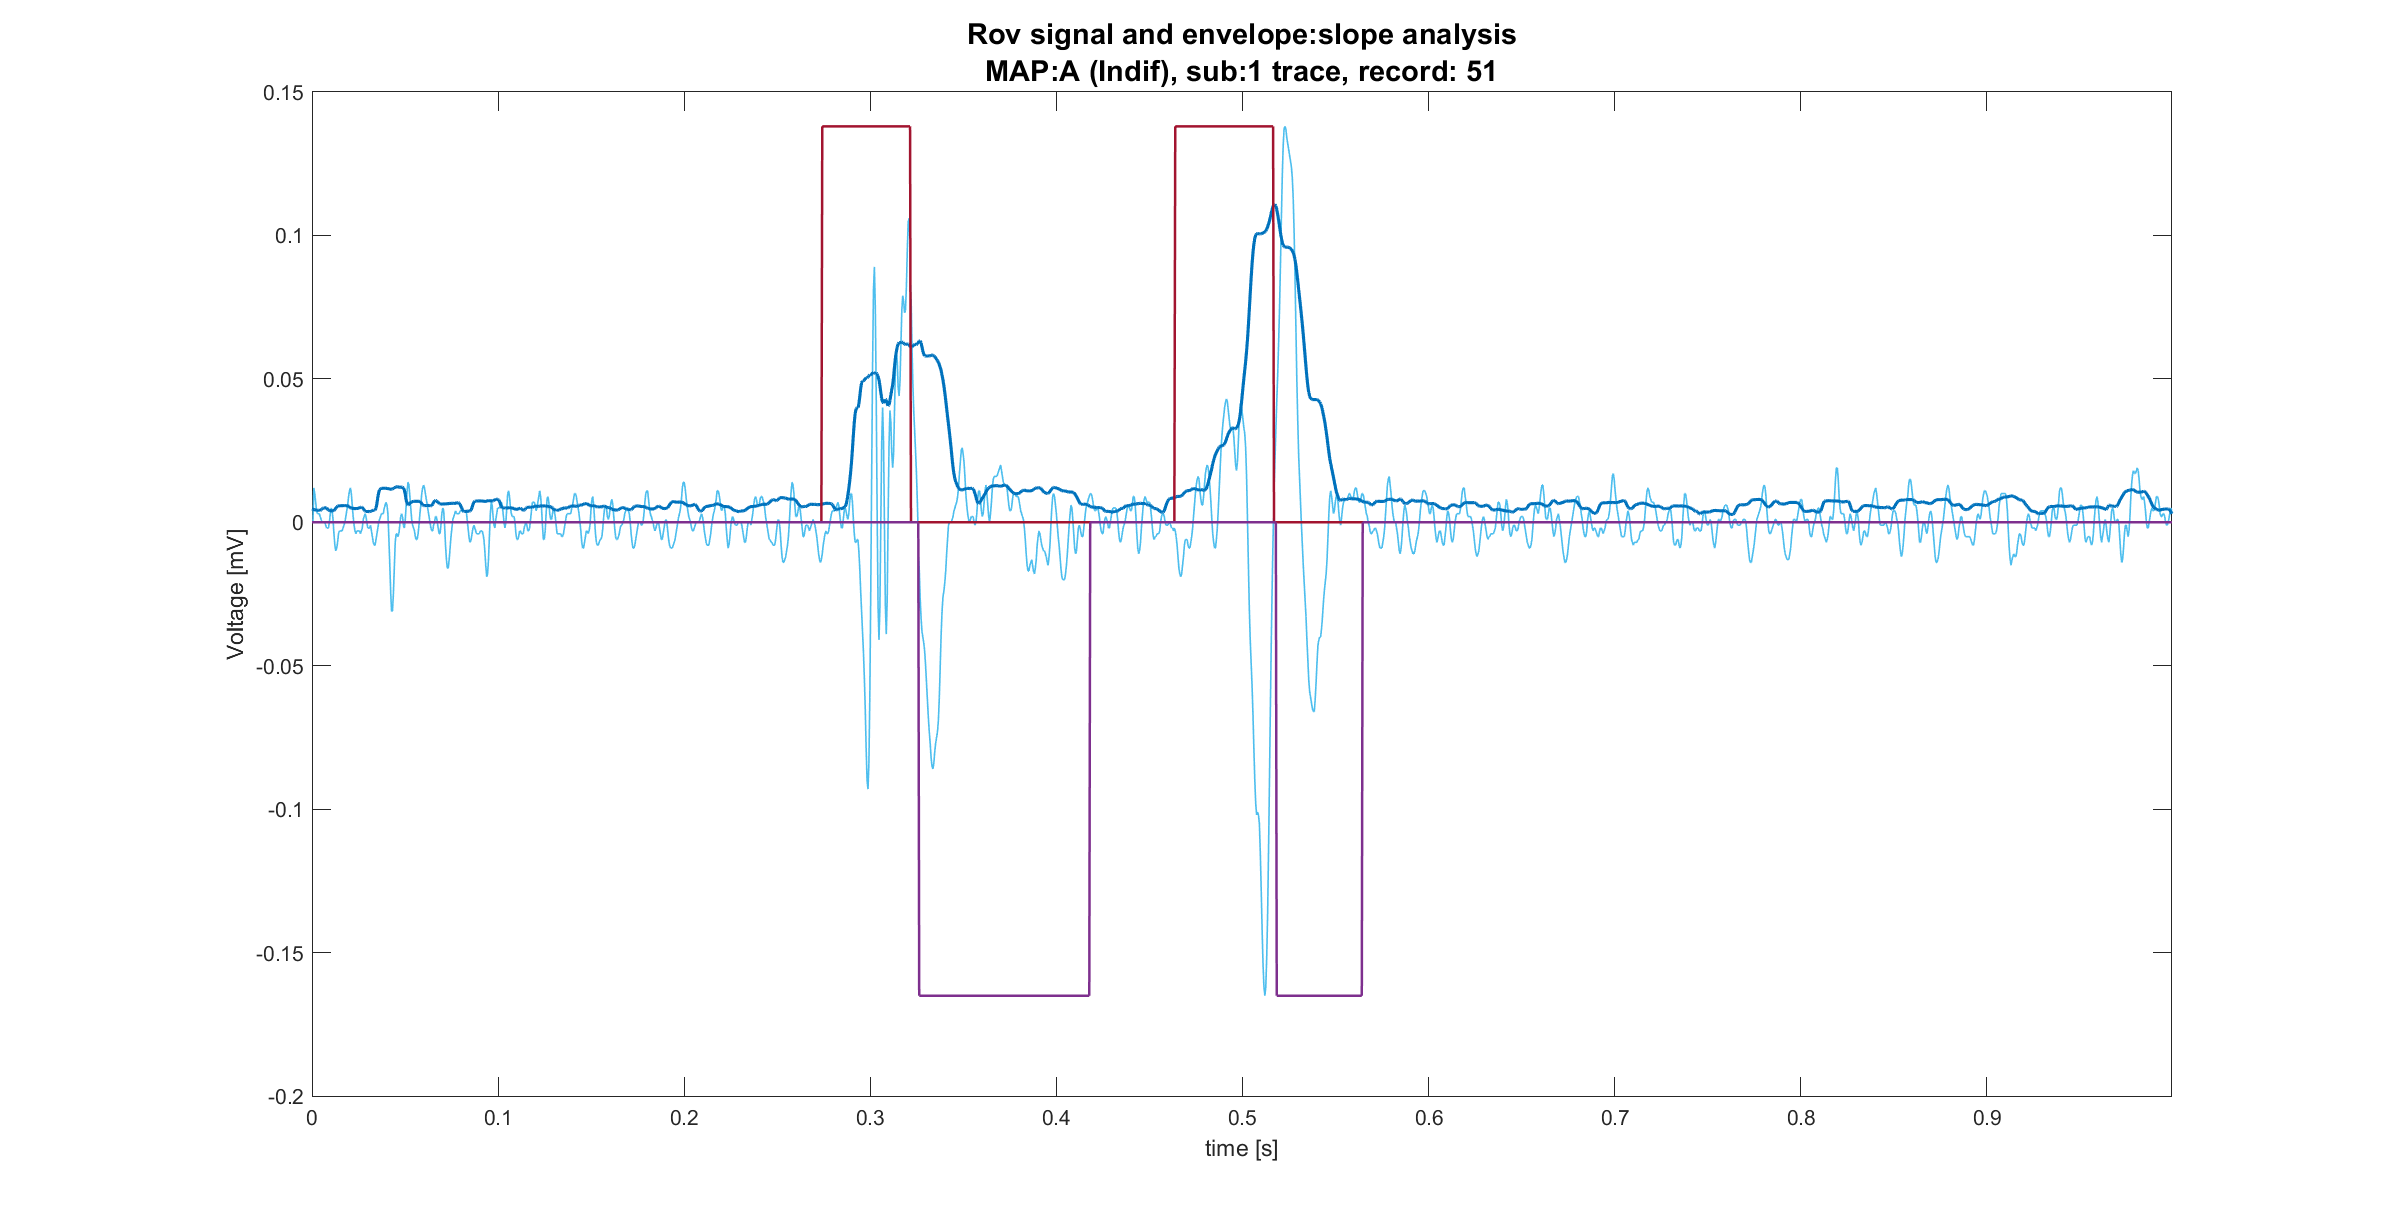 Rov signal and envelope:slope analysis
MAP:A (Indif), sub:1 trace, record: 51
0.15
0.1
0.05
0
-0.05
-0.1
-0.15
-0.2
Voltage [mV]
0 0.1 0.2 0.3 0.4 0.5 0.6 0.7 0.8 0.9
time [s]